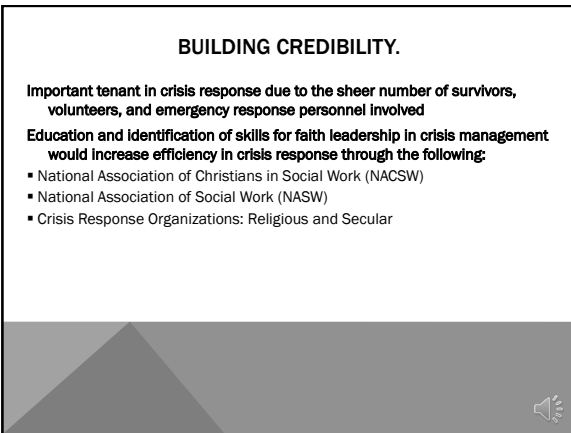 BUILDING CREDIBILITY.
Important tenant in crisis response due to the sheer number of survivors,
volunteers, and emergency response personnel involved
Education and identification of skills for faith leadership in crisis management
would increase efficiency in crisis response through the following:
▪ National Association of Christians in Social Work (NACSW)
▪ National Association of Social Work (NASW)
▪ Crisis Response Organizations: Religious and Secular